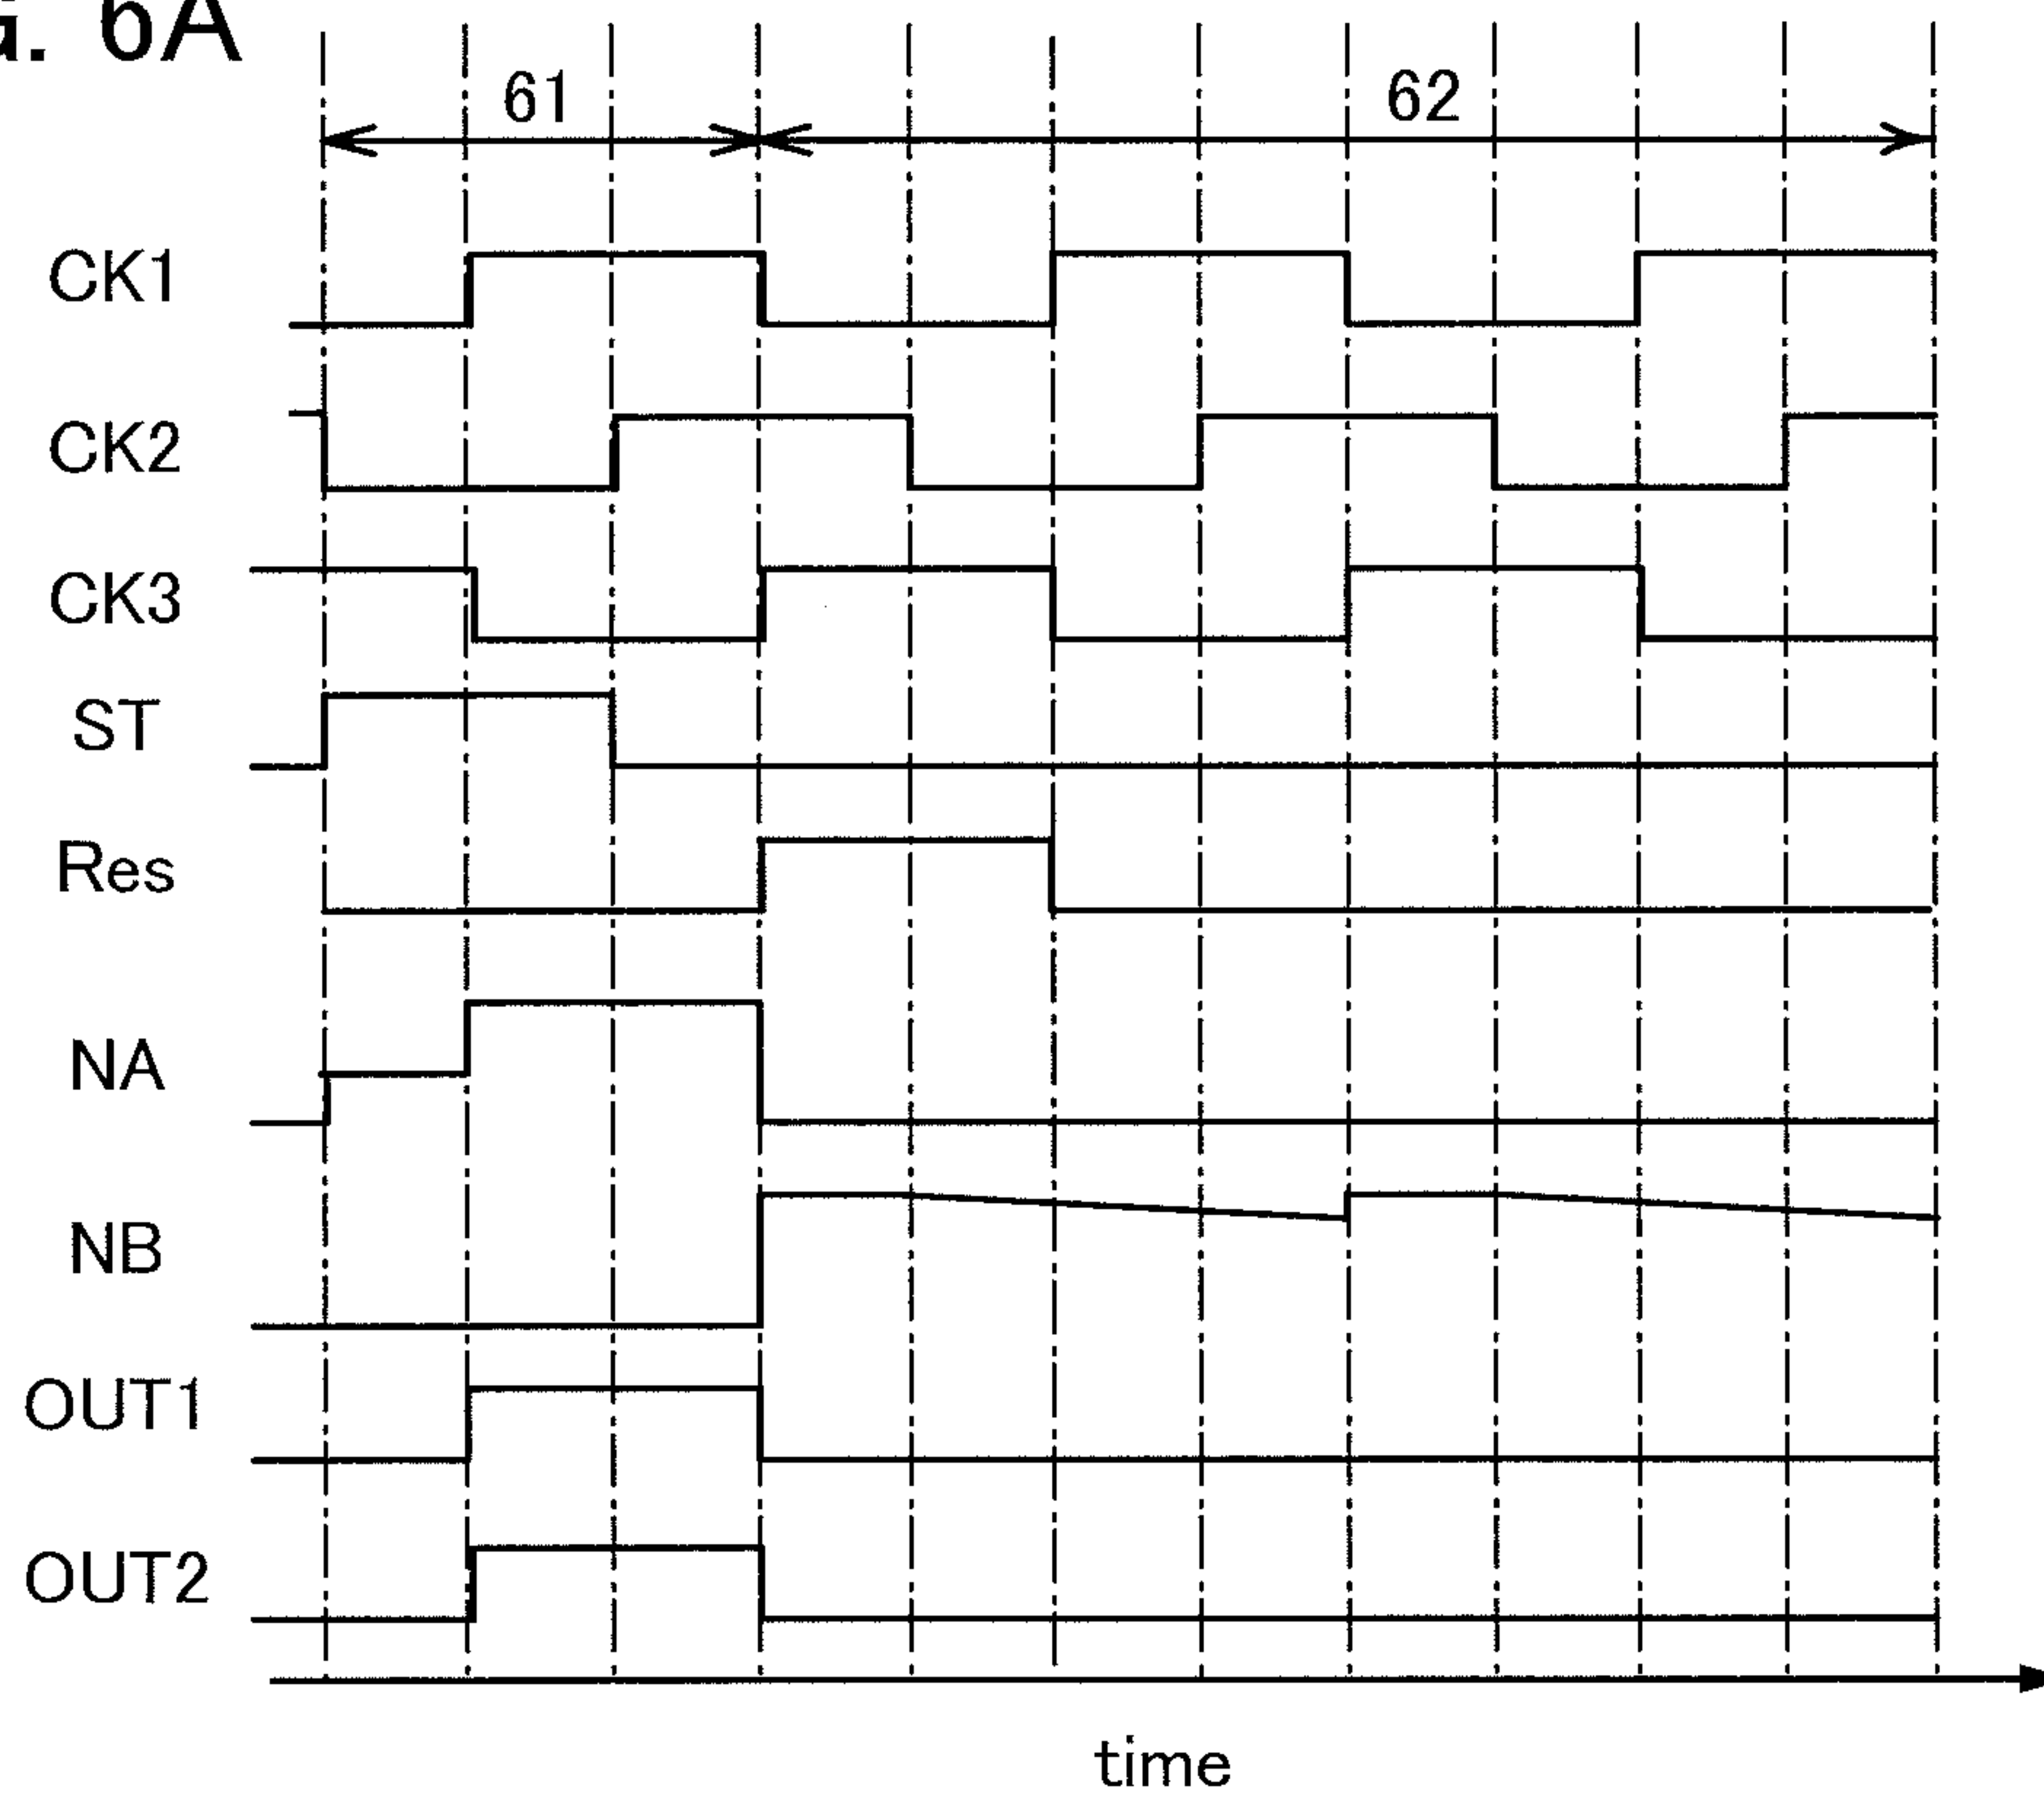 G. 6A
61
62
CK1
CK2
CK3
ST
Res
NA
NB
OUT1
OUT2
time